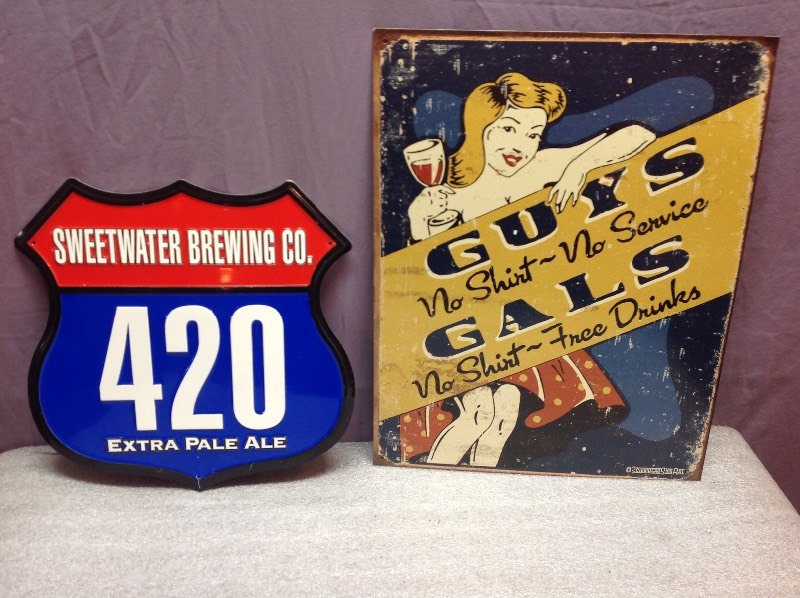 SWEETWATER BREWING CO.
420
EXTRA PALE ALE
GUYS
No Shirt~No Service
GALS
No Shirt~Free Drinks